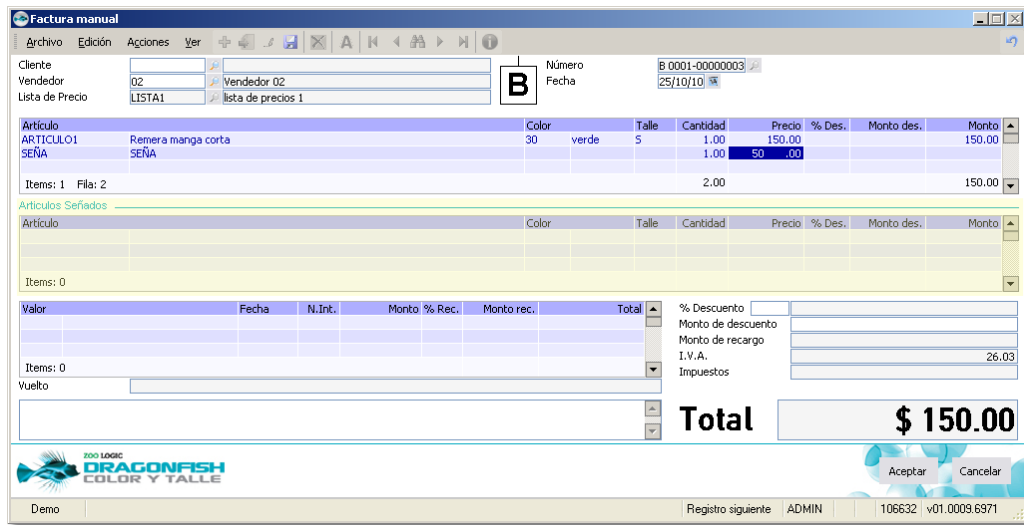 Factura manual
Archivo Edición Acciones Ver
Cliente
Vendedor 02 Vendedor 02
Lista de Precio LISTA1 lista de precios 1
B
Número B 0001-00000003
Fecha 25/10/10
Artículo Color Talle Cantidad Precio % Des. Monto des. Monto
ARTICULO1 Remera manga corta 30 verde S 1.00 150.00 150.00
SEÑA SEÑA 1.00 50 .00
Items: 1 Fila: 2 2.00 150.00
Articulos Señados
Artículo Color Talle Cantidad Precio % Des. Monto des. Monto
Items: 0
Valor Fecha N.Int. Monto % Rec. Monto rec. Total
Items: 0
Vuelto
% Descuento
Monto de descuento
Monto de recargo
I.V.A. 26.03
Impuestos
Total $ 150.00
ZOO LOGIC
DRAGONFISH
COLOR Y TALLE
Aceptar Cancelar
Demo Registro siguiente ADMIN 106632 v01.0009.6971